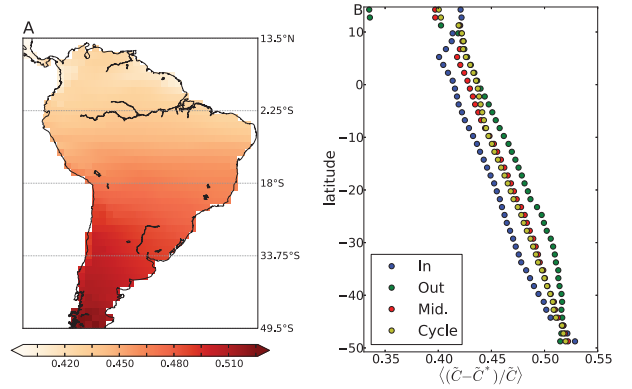 A
13.5°N
2.25°S
18°S
33.75°S
49.5°S
0.420 0.450 0.480 0.510
B
10
0
−10
−20
−30
−40
−50
latitude
In
Out
Mid.
Cycle
0.35 0.40 0.45 0.50 0.55
⟨(C̃−C̃*)/C̃⟩